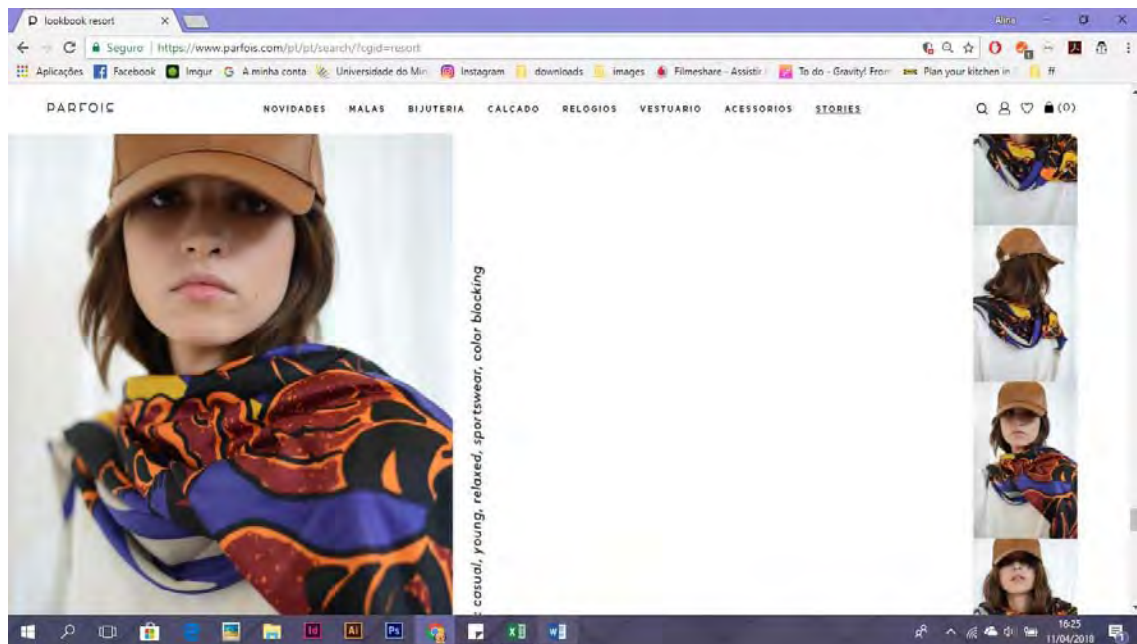 lookbook resort
Alina
Seguro | https://www.parfois.com/pt/pt/search/?cgid=resort
Aplicações Facebook Imgur A minha conta Universidade do Min Instagram downloads images Filmeshare - Assistir To do - Gravity! From Plan your kitchen in ff
PARFOIS NOVIDADES MALAS BIJUTERIA CALÇADO RELOGIOS VESTUARIO ACESSORIOS STORIES (0)
: casual, young, relaxed, sportswear, color blocking
16:25
11/04/2018